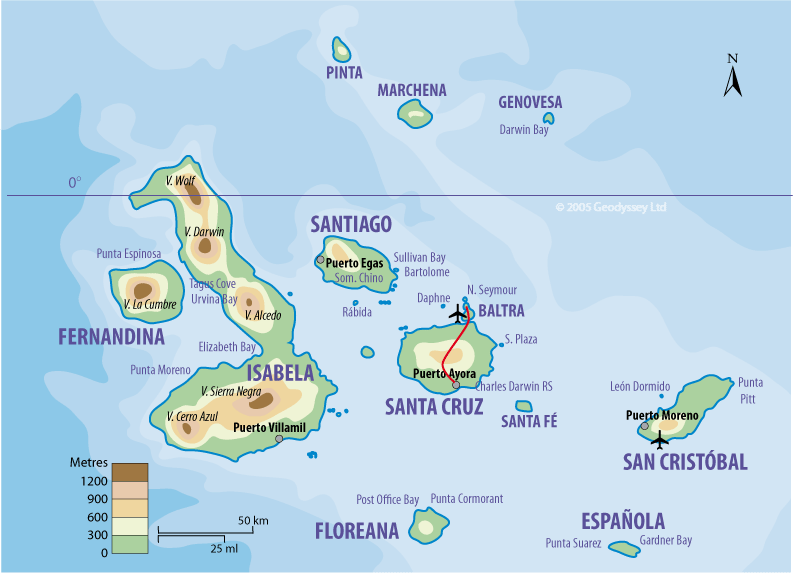 PINTA
MARCHENA
GENOVESA
Darwin Bay
N
0°
© 2005 Geodyssey Ltd
V. Wolf
V. Darwin
SANTIAGO
Puerto Egas
Som. Chino
Sullivan Bay
Bartolome
Punta Espinosa
Tagus Cove
Urvina Bay
V. La Cumbre
V. Alcedo
FERNANDINA
Rábida
Daphne
N. Seymour
BALTRA
S. Plaza
Elizabeth Bay
Punta Moreno
ISABELA
V. Sierra Negra
V. Cerro Azul
Puerto Villamil
Puerto Ayora
Charles Darwin RS
SANTA CRUZ
SANTA FÉ
León Dormido
Punta
Pitt
Puerto Moreno
SAN CRISTÓBAL
Metres
1200
900
600
300
0
50 km
25 ml
Post Office Bay
Punta Cormorant
FLOREANA
ESPAÑOLA
Punta Suarez
Gardner Bay